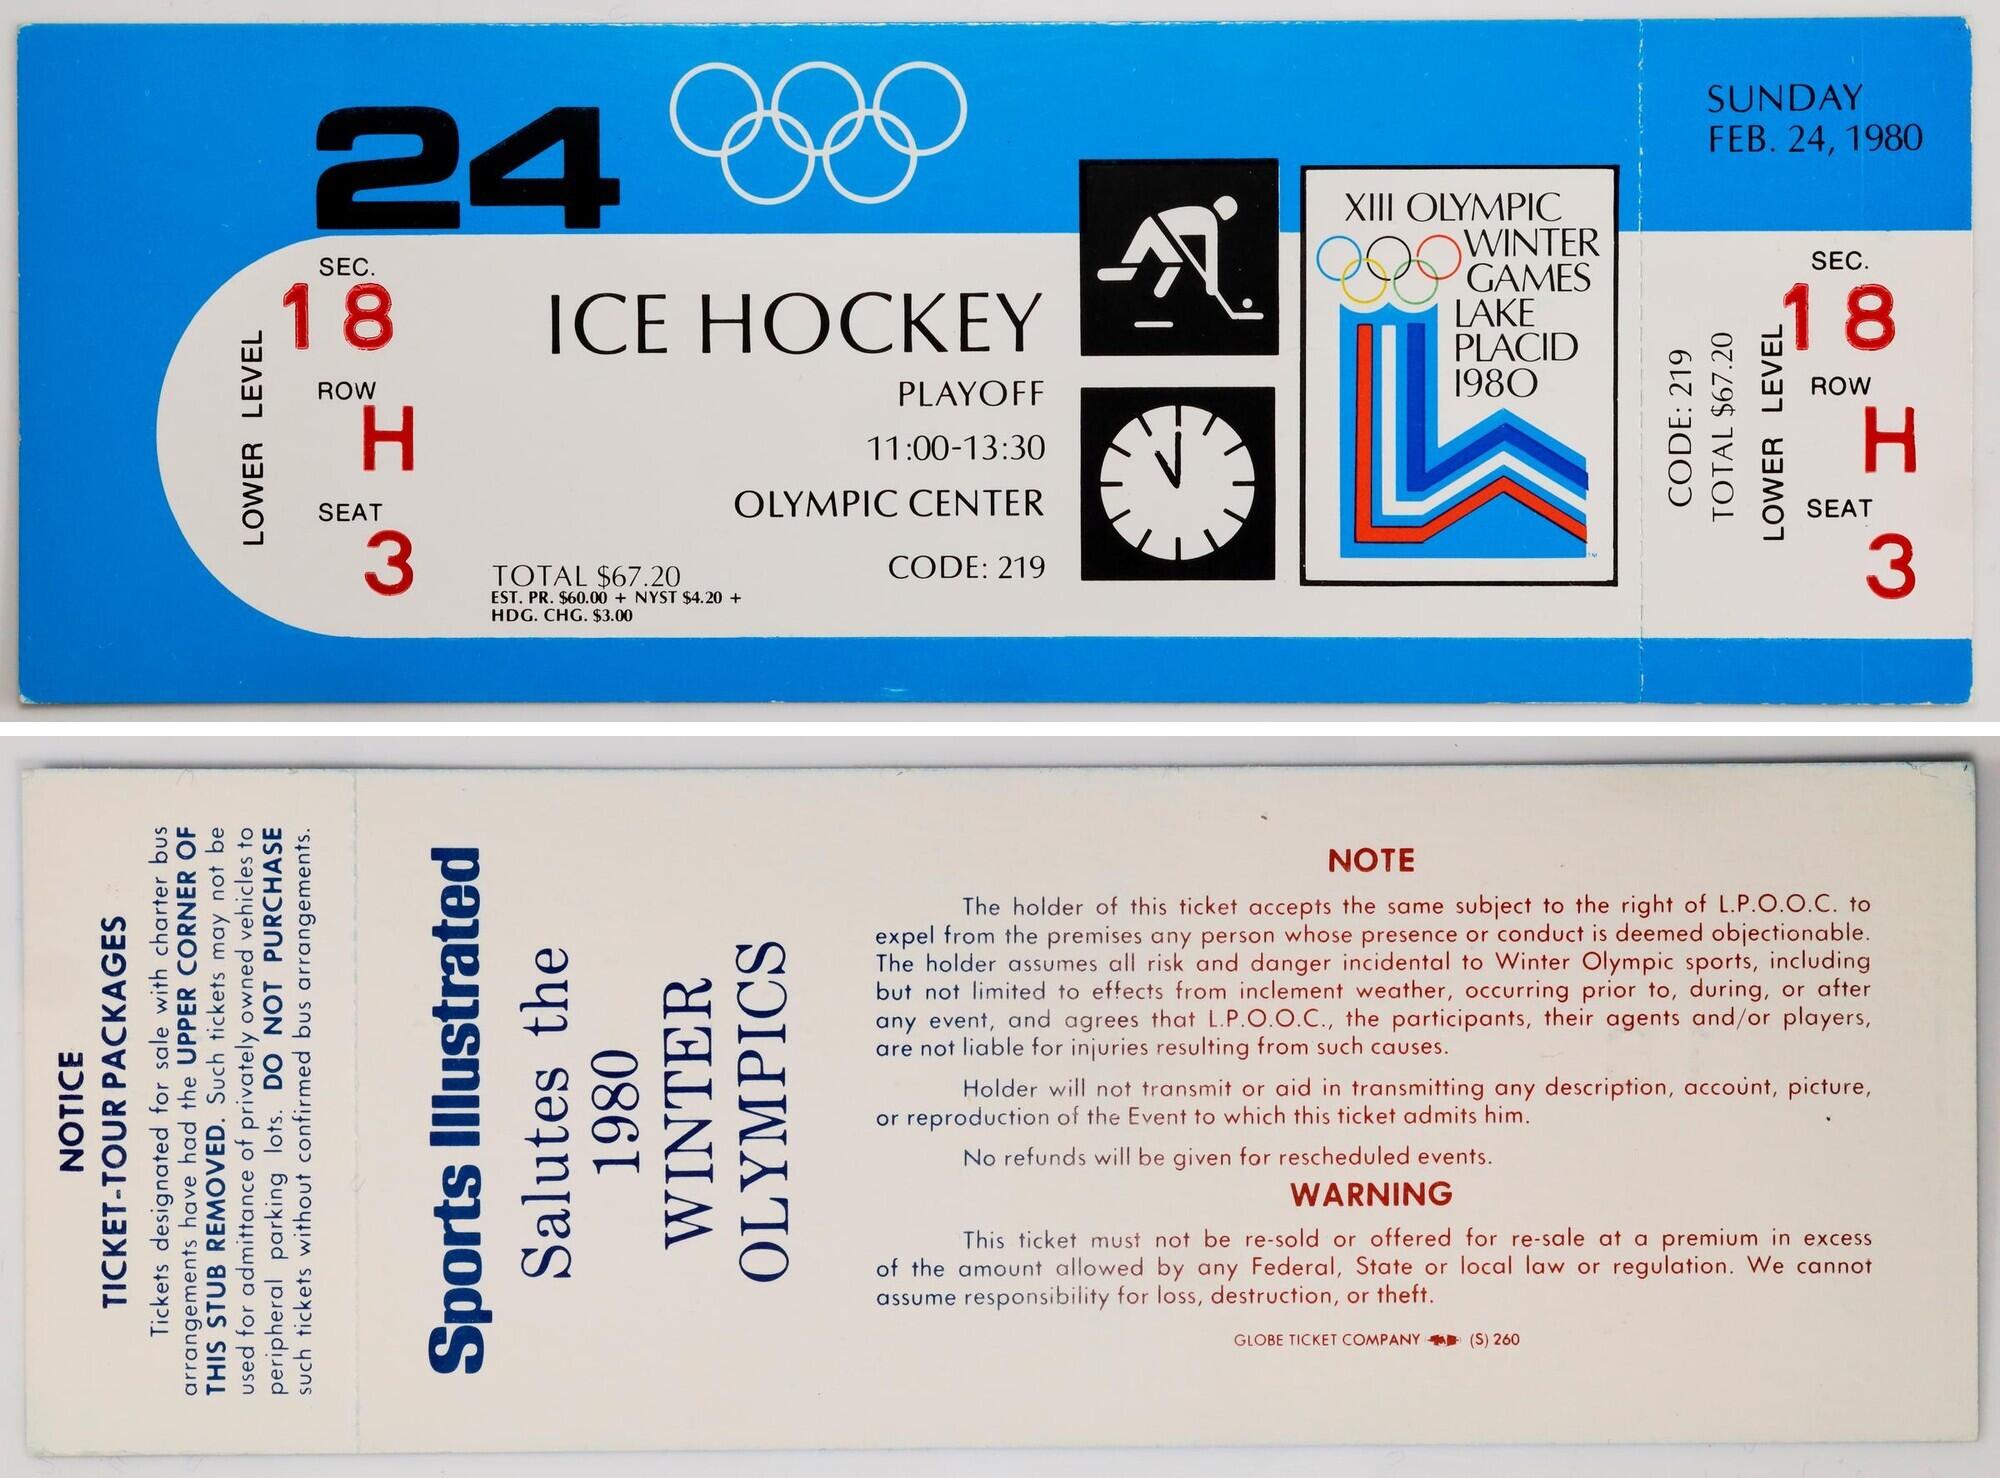 24
SEC.
18
ROW
H
SEAT
3
LOWER LEVEL
ICE HOCKEY
PLAYOFF
11:00-13:30
OLYMPIC CENTER
CODE: 219
TOTAL $67.20
EST. PR. $60.00 + NYST $4.20 +
HDG. CHG. $3.00
XIII OLYMPIC
WINTER
GAMES
LAKE
PLACID
1980
TM
SUNDAY
FEB. 24, 1980
CODE: 219
TOTAL $67.20
LOWER LEVEL
SEC.
18
ROW
H
SEAT
3
NOTICE
TICKET-TOUR PACKAGES
Tickets designated for sale with charter bus
arrangements have had the UPPER CORNER OF
THIS STUB REMOVED. Such tickets may not be
used for admittance of privately owned vehicles to
peripheral parking lots. DO NOT PURCHASE
such tickets without confirmed bus arrangements.
Sports Illustrated
Salutes the
1980
WINTER
OLYMPICS
NOTE
The holder of this ticket accepts the same subject to the right of L.P.O.O.C. to
expel from the premises any person whose presence or conduct is deemed objectionable.
The holder assumes all risk and danger incidental to Winter Olympic sports, including
but not limited to effects from inclement weather, occurring prior to, during, or after
any event, and agrees that L.P.O.O.C., the participants, their agents and/or players,
are not liable for injuries resulting from such causes.
Holder will not transmit or aid in transmitting any description, account, picture,
or reproduction of the Event to which this ticket admits him.
No refunds will be given for rescheduled events.
WARNING
This ticket must not be re-sold or offered for re-sale at a premium in excess
of the amount allowed by any Federal, State or local law or regulation. We cannot
assume responsibility for loss, destruction, or theft.
GLOBE TICKET COMPANY (S) 260